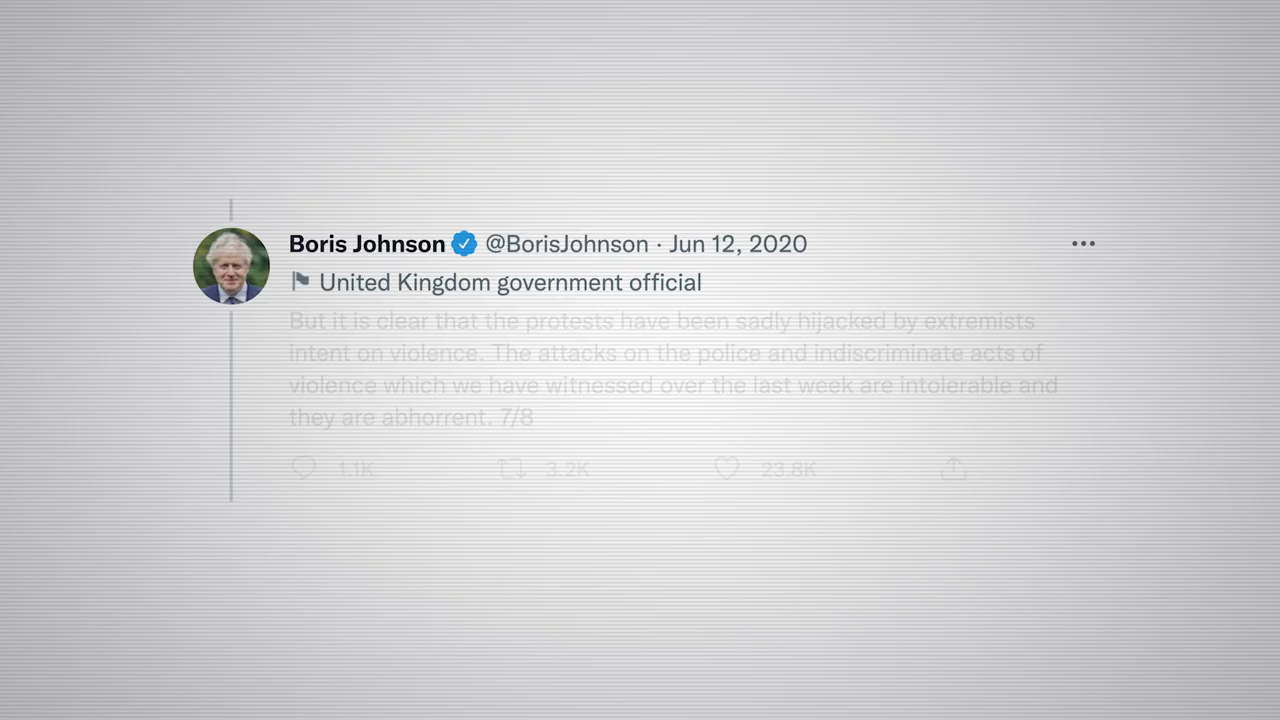 Boris Johnson @BorisJohnson · Jun 12, 2020
United Kingdom government official
But it is clear that the protests have been sadly hijacked by extremists
intent on violence. The attacks on the police and indiscriminate acts of
violence which we have witnessed over the last week are intolerable and
they are abhorrent. 7/8
1.1K 3.2K 23.8K